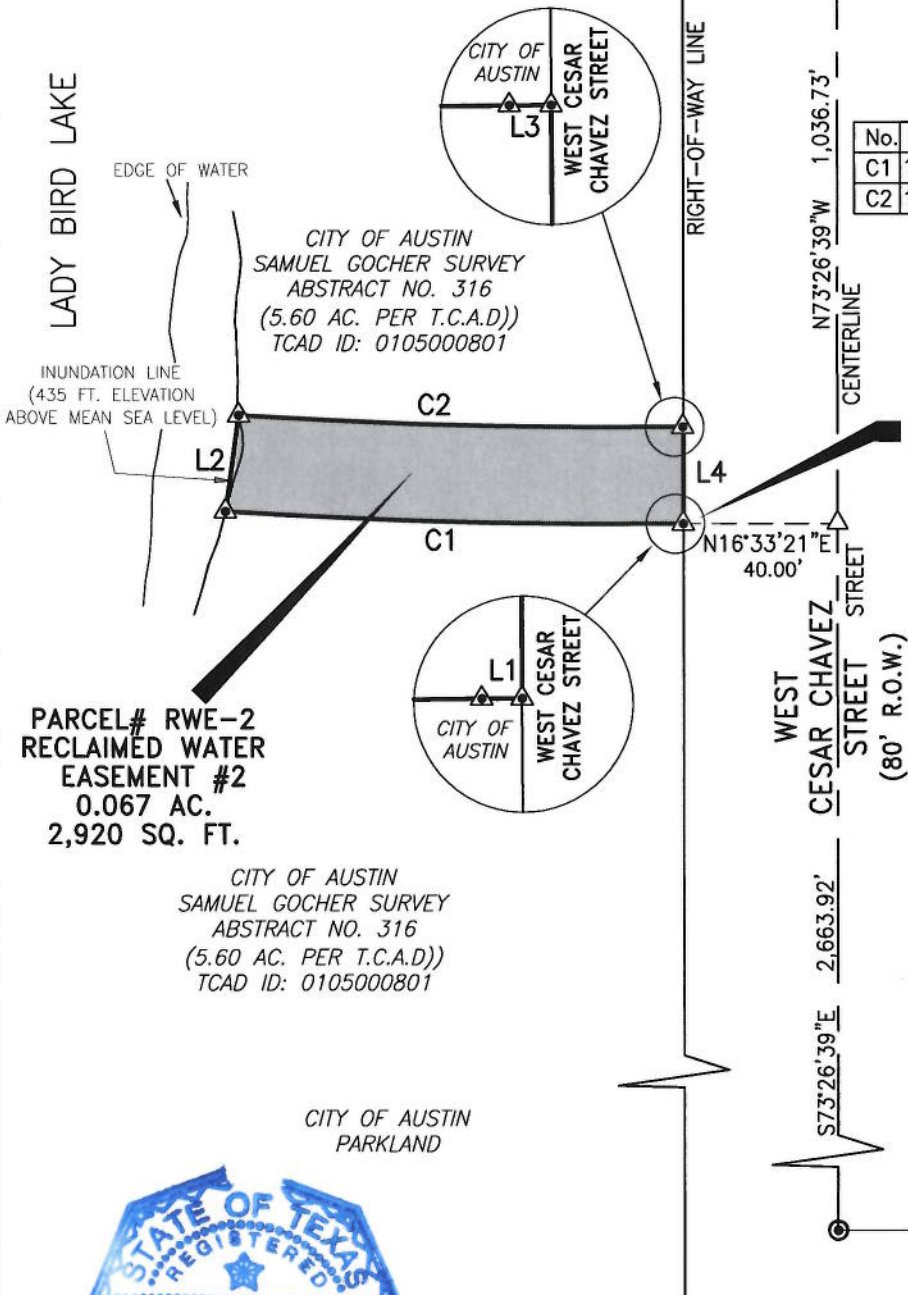 LADY BIRD LAKE
EDGE OF WATER
CITY OF
AUSTIN
L3
WEST CESAR
CHAVEZ STREET
RIGHT-OF-WAY LINE
N73°26'39"W 1,036.73'
CENTERLINE
No.
C1 1
C2 1
CITY OF AUSTIN
SAMUEL GOCHER SURVEY
ABSTRACT NO. 316
(5.60 AC. PER T.C.A.D))
TCAD ID: 0105000801
INUNDATION LINE
(435 FT. ELEVATION
ABOVE MEAN SEA LEVEL)
C2
L2
L4
C1
N16°33'21"E
40.00'
L1
CITY OF
AUSTIN
WEST CESAR
CHAVEZ STREET
STREET
WEST
CESAR CHAVEZ
STREET
(80' R.O.W.)
PARCEL# RWE-2
RECLAIMED WATER
EASEMENT #2
0.067 AC.
2,920 SQ. FT.
CITY OF AUSTIN
SAMUEL GOCHER SURVEY
ABSTRACT NO. 316
(5.60 AC. PER T.C.A.D))
TCAD ID: 0105000801
S73°26'39"E 2,663.92'
CITY OF AUSTIN
PARKLAND
STATE OF TEXAS
REGISTERED